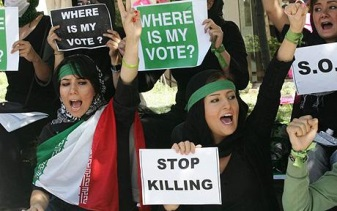 WHERE IS
MY VOTE?
WHERE IS
MY VOTE?
S.O.
STOP
KILLING